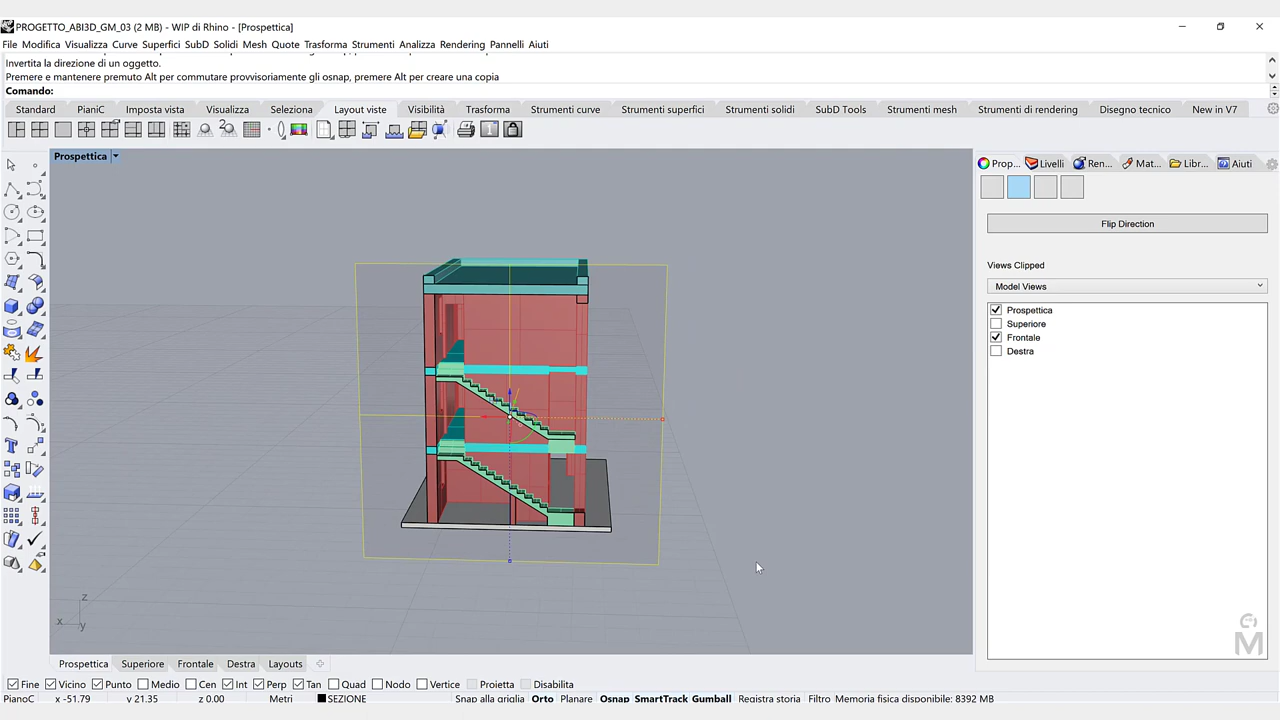 PROGETTO_ABI3D_GM_03 (2 MB) - WIP di Rhino - [Prospettica]
File Modifica Visualizza Curve Superfici SubD Solidi Mesh Quote Trasforma Strumenti Analizza Rendering Pannelli Aiuti
Invertita la direzione di un oggetto.
Premere e mantenere premuto Alt per commutare provvisoriamente gli osnap, premere Alt per creare una copia
Comando:
Standard PianiC Imposta vista Visualizza Seleziona Layout viste Visibilità Trasforma Strumenti curve Strumenti superfici Strumenti solidi SubD Tools Strumenti mesh Strumenti di rendering Disegno tecnico New in V7
Prospettica
Prop... Livelli Ren... Mat... Libr... Aiuti
Flip Direction
Views Clipped
Model Views
Prospettica
Superiore
Frontale
Destra
z
x
y
M
Prospettica Superiore Frontale Destra Layouts
Fine Vicino Punto Medio Cen Int Perp Tan Quad Nodo Vertice Proietta Disabilita
PianoC x -51.79 y 21.35 z 0.00 Metri SEZIONE Snap alla griglia Orto Planare Osnap SmartTrack Gumball Registra storia Filtro Memoria fisica disponibile: 8392 MB